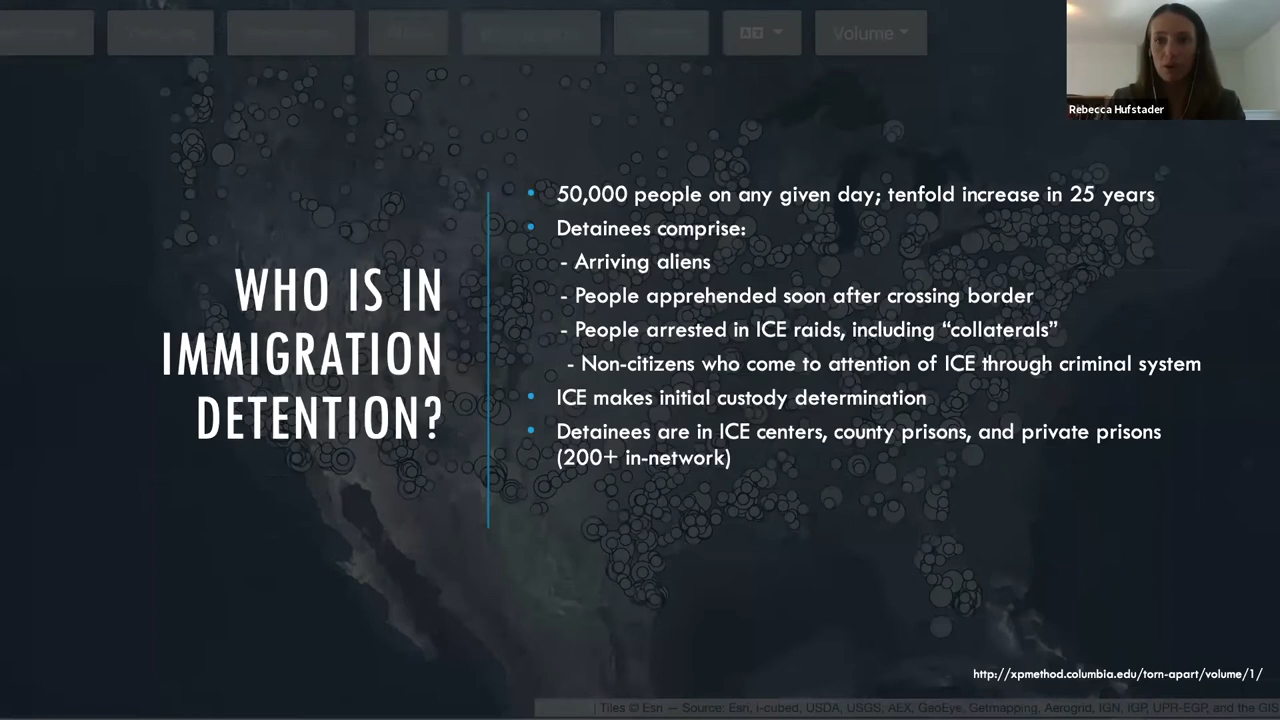 Volume
Rebecca Hufstader
WHO IS IN
IMMIGRATION
DETENTION?
• 50,000 people on any given day; tenfold increase in 25 years
• Detainees comprise:
- Arriving aliens
- People apprehended soon after crossing border
- People arrested in ICE raids, including “collaterals”
- Non-citizens who come to attention of ICE through criminal system
• ICE makes initial custody determination
• Detainees are in ICE centers, county prisons, and private prisons
(200+ in-network)
http://xpmethod.columbia.edu/torn-apart/volume/1/
| Tiles © Esri — Source: Esri, i-cubed, USDA, USGS, AEX, GeoEye, Getmapping, Aerogrid, IGN, IGP, UPR-EGP, and the GIS